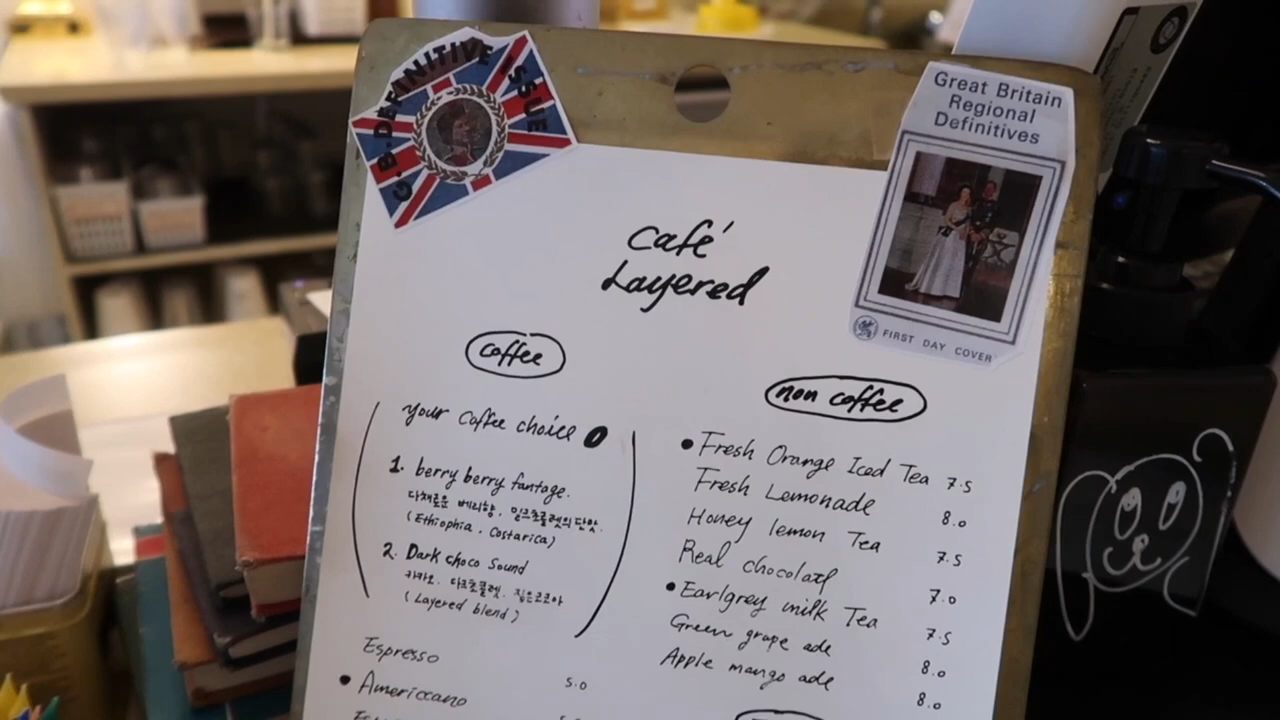 G.B. DEFINITIVE ISSUE
Great Britain
Regional
Definitives
FIRST DAY COVER
Café
Layered
Coffee
your Coffee choice
1. berry berry fantage.
다채로운 베리향, 밀크초콜렛의 단맛.
(Ethiophia, Costarica)
2. Dark choco Sound
카카오, 다크초콜렛, 집은코코아
(Layered blend)
Espresso 5.0
• Americcano
non coffee
• Fresh Orange Iced Tea 7.5
Fresh Lemonade 8.0
Honey lemon Tea 7.5
Real chocolat 7.0
• Earlgrey milk Tea 7.5
Green grape ade 8.0
Apple mango ade 8.0